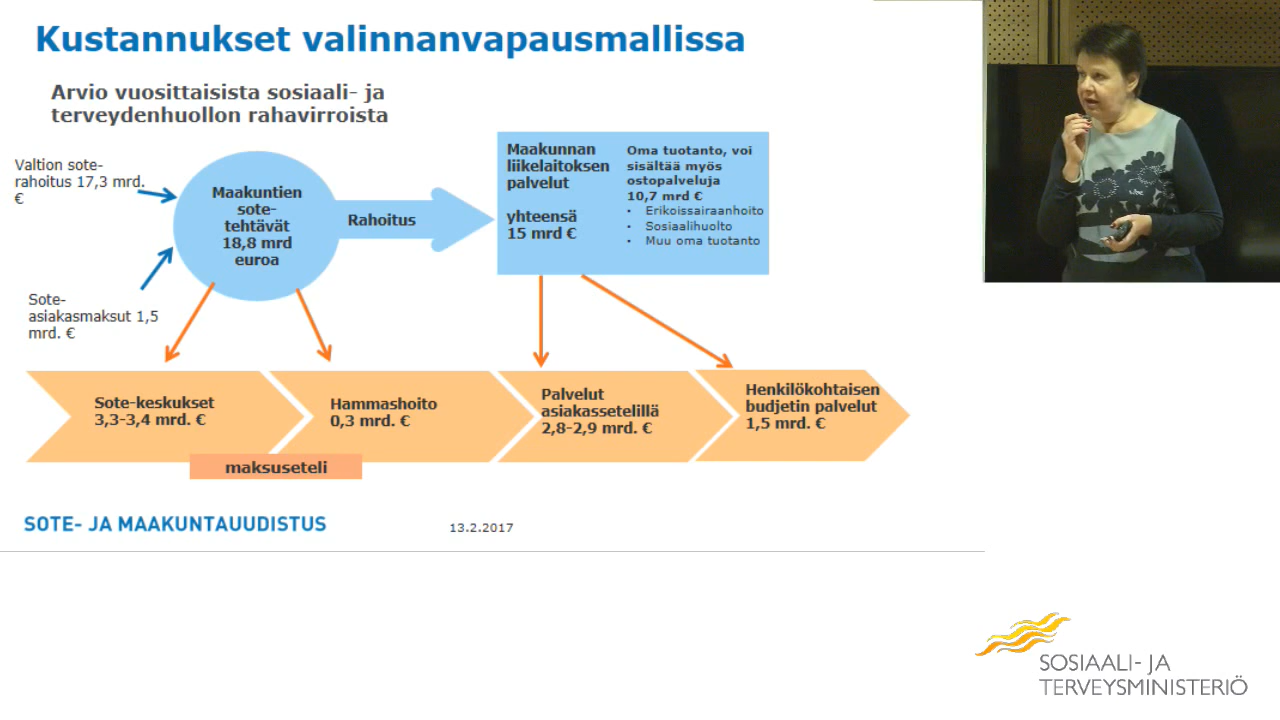 Kustannukset valinnanvapausmallissa
Arvio vuosittaisista sosiaali- ja
terveydenhuollon rahavirroista
Valtion sote-
rahoitus 17,3 mrd.
€
Sote-
asiakasmaksut 1,5
mrd. €
Maakuntien
sote-
tehtävät
18,8 mrd
euroa
Rahoitus
Maakunnan
liikelaitoksen
palvelut
yhteensä
15 mrd €
Oma tuotanto, voi
sisältää myös
ostopalveluja
10,7 mrd €
• Erikoissairaanhoito
• Sosiaalihuolto
• Muu oma tuotanto
Sote-keskukset
3,3-3,4 mrd. €
Hammashoito
0,3 mrd. €
Palvelut
asiakassetelillä
2,8-2,9 mrd. €
Henkilökohtaisen
budjetin palvelut
1,5 mrd. €
maksuseteli
SOTE- JA MAAKUNTAUUDISTUS
13.2.2017
SOSIAALI- JA
TERVEYSMINISTERIÖ